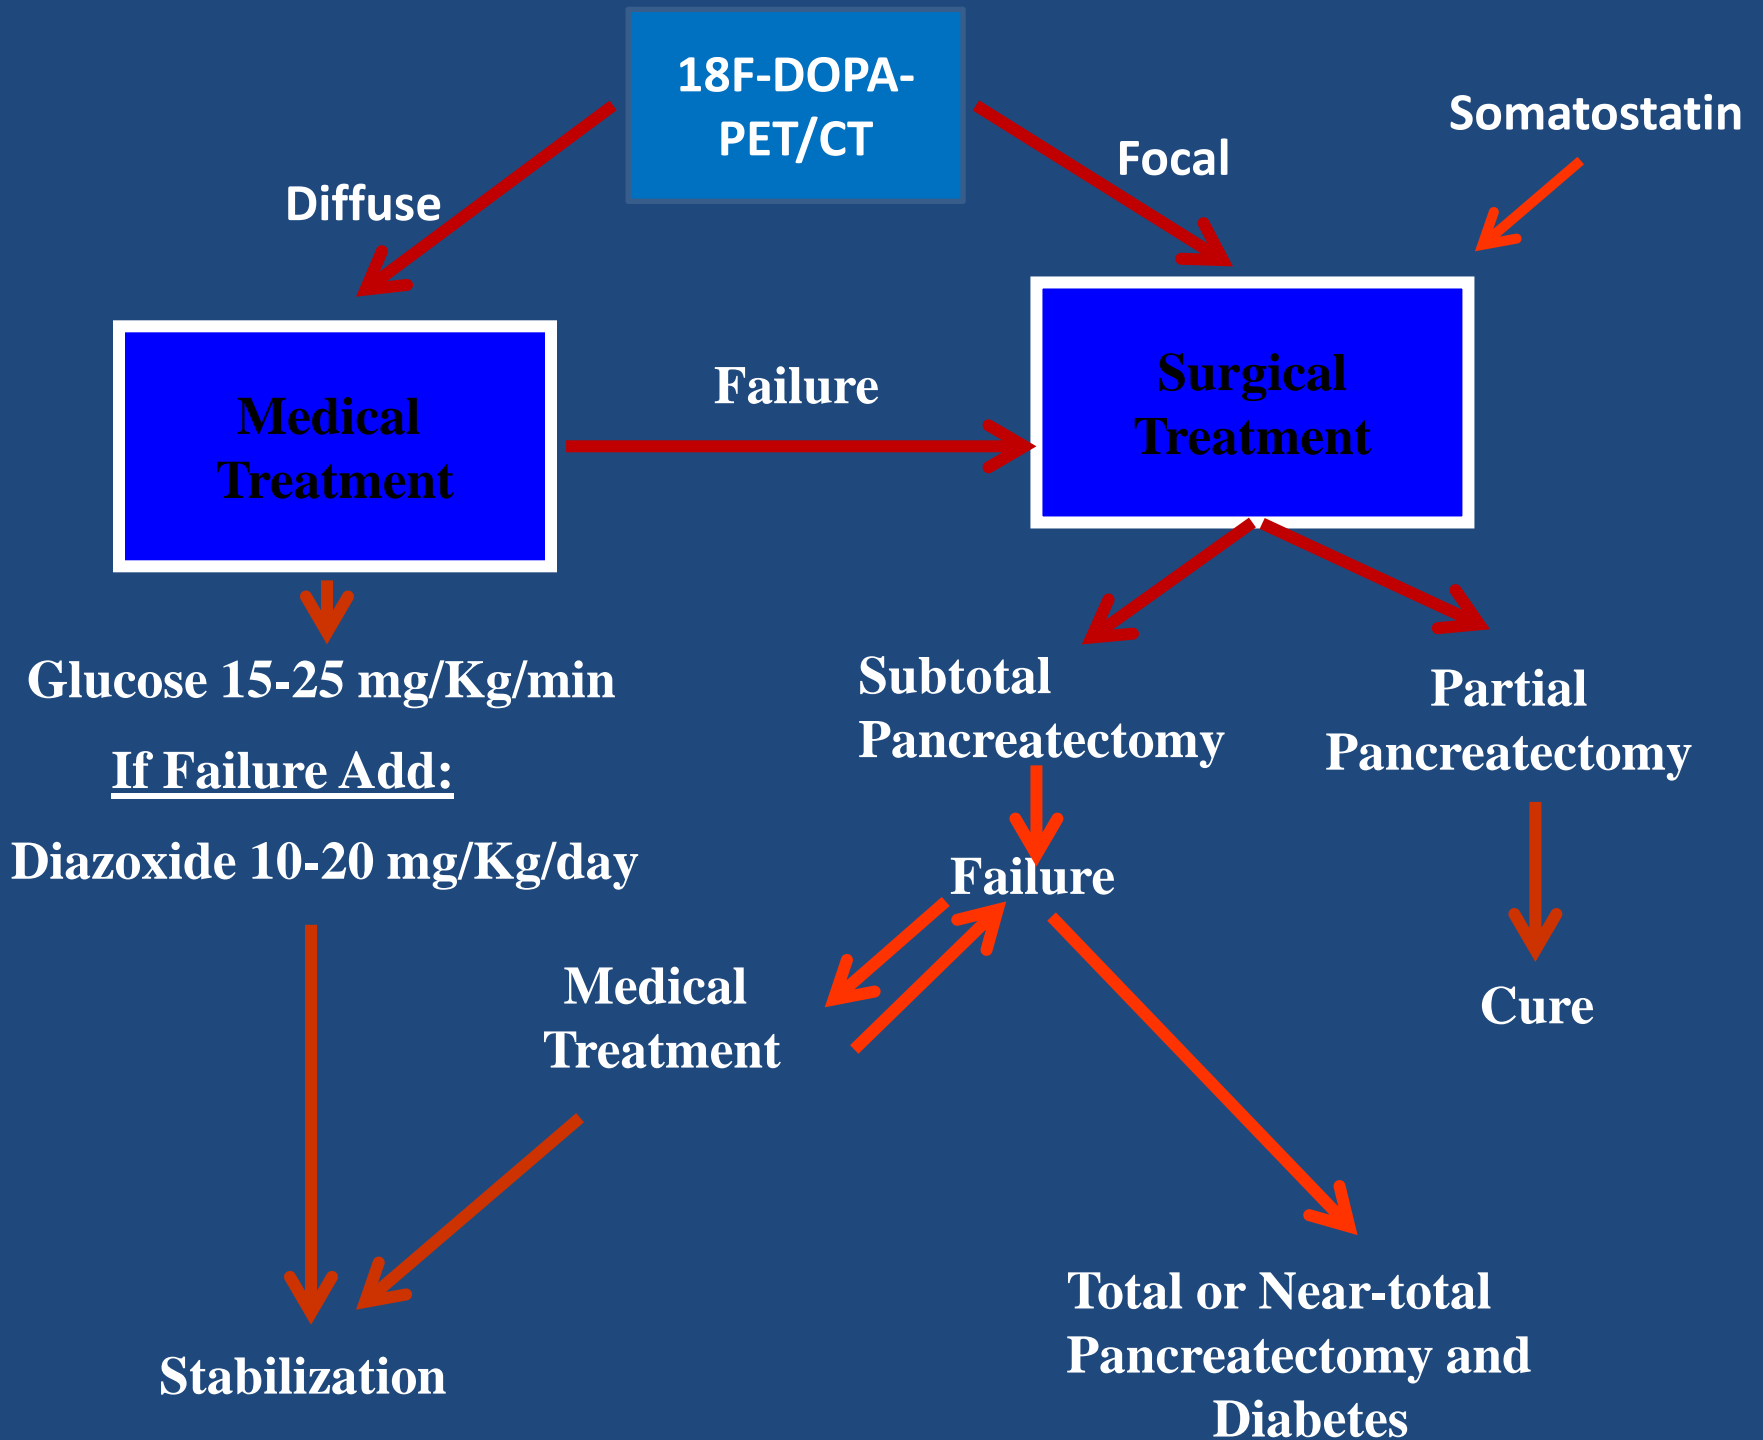 18F-DOPA-
PET/CT
Somatostatin
Focal
Diffuse
Failure
Surgical
Treatment
Medical
Treatment
Glucose 15-25 mg/Kg/min
If Failure Add:
Diazoxide 10-20 mg/Kg/day
Subtotal
Pancreatectomy
Partial
Pancreatectomy
Failure
Medical
Treatment
Cure
Total or Near-total
Pancreatectomy and
Diabetes
Stabilization